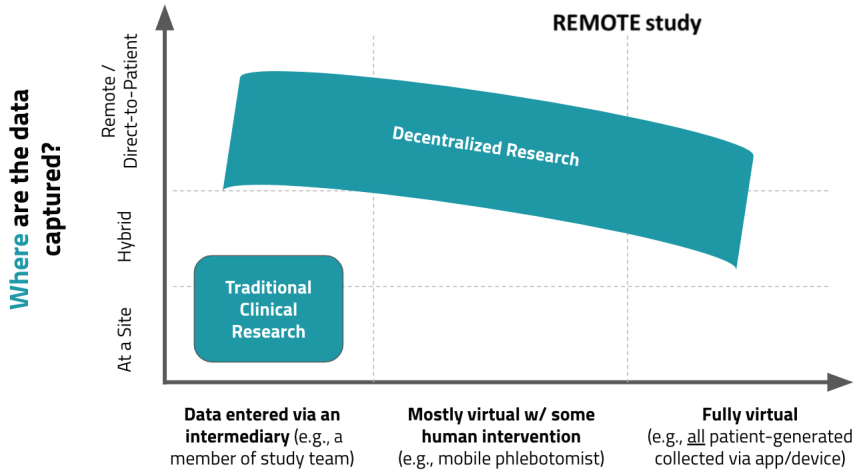 REMOTE study
Where are the data
captured?
Remote /
Direct-to-Patient
Hybrid
At a Site
Decentralized Research
Traditional
Clinical
Research
Data entered via an
intermediary (e.g., a
member of study team)
Mostly virtual w/ some
human intervention
(e.g., mobile phlebotomist)
Fully virtual
(e.g., all patient-generated
collected via app/device)